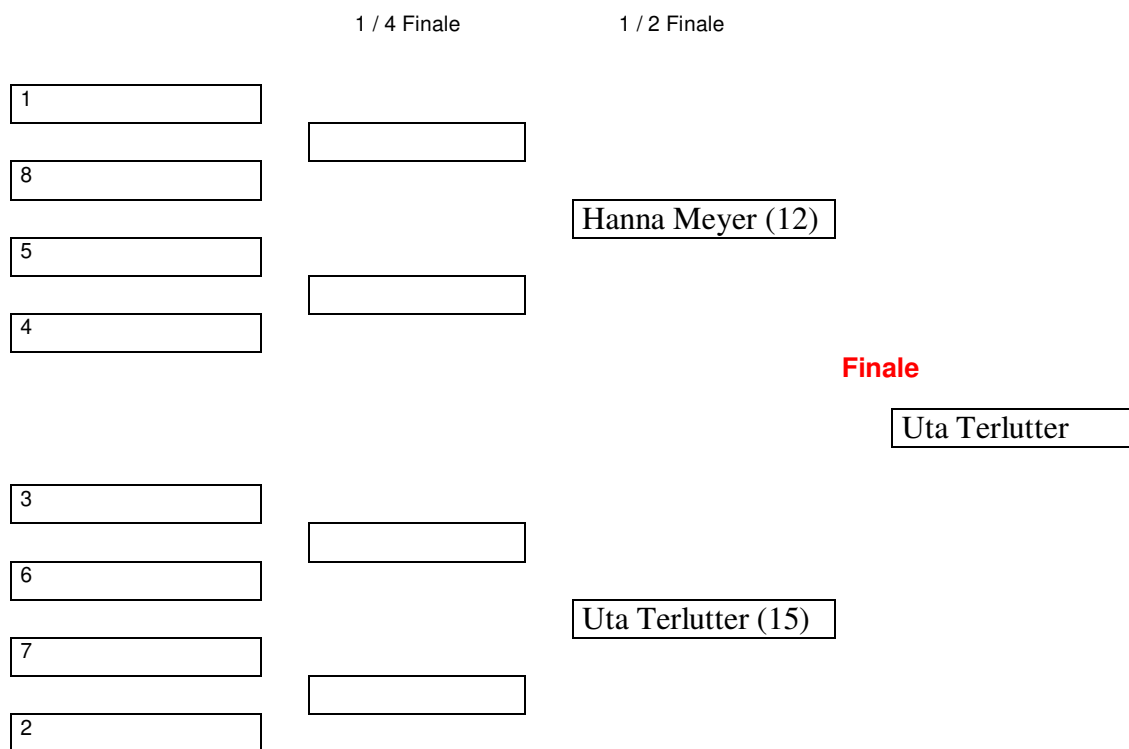 1 / 4 Finale 1 / 2 Finale
1
8
Hanna Meyer (12)
5
4
Finale
Uta Terlutter
3
6
Uta Terlutter (15)
7
2